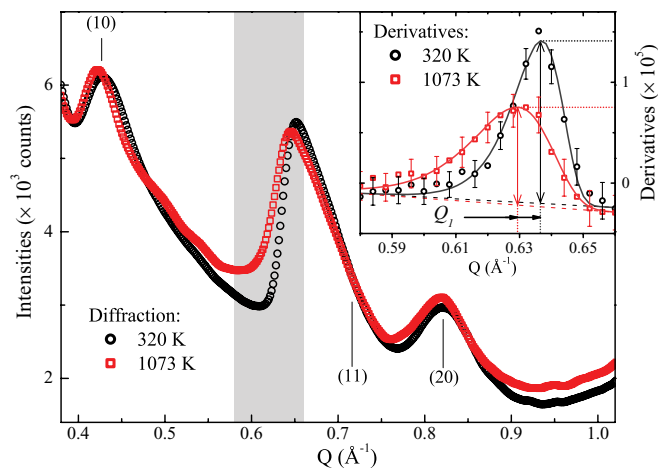 (10)
Derivatives:
320 K
1073 K
Q₁
0.59 0.61 0.63 0.65
Q (Å⁻¹)
1
0
Derivatives (× 10⁵)
6
4
2
Intensities (× 10³ counts)
Diffraction:
320 K
1073 K
(11)
(20)
0.4 0.5 0.6 0.7 0.8 0.9 1.0
Q (Å⁻¹)